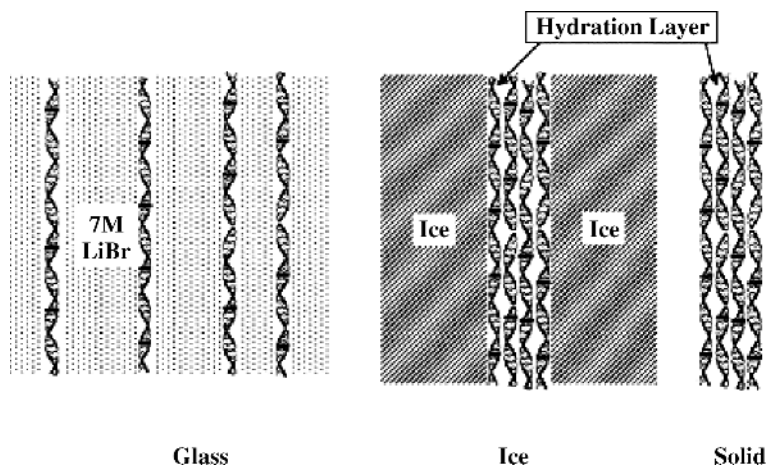 Hydration Layer
7M
LiBr
Ice
Ice
Glass
Ice
Solid